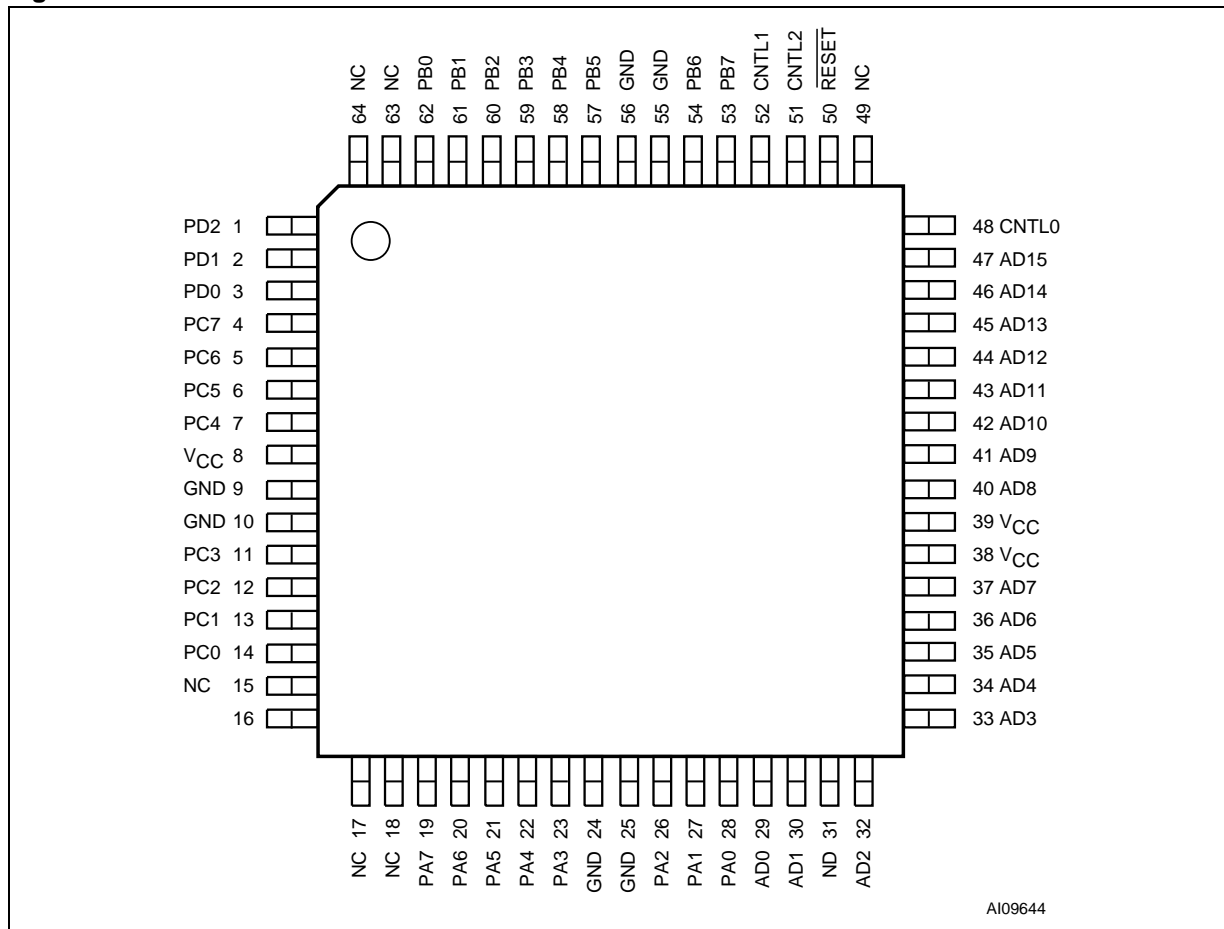 64 NC
63 NC
62 PB0
61 PB1
60 PB2
59 PB3
58 PB4
57 PB5
56 GND
55 GND
54 PB6
53 PB7
52 CNTL1
51 CNTL2
50 RESET
49 NC
PD2 1
PD1 2
PD0 3
PC7 4
PC6 5
PC5 6
PC4 7
VCC 8
GND 9
GND 10
PC3 11
PC2 12
PC1 13
PC0 14
NC 15
16
48 CNTL0
47 AD15
46 AD14
45 AD13
44 AD12
43 AD11
42 AD10
41 AD9
40 AD8
39 VCC
38 VCC
37 AD7
36 AD6
35 AD5
34 AD4
33 AD3
NC 17
NC 18
PA7 19
PA6 20
PA5 21
PA4 22
PA3 23
GND 24
GND 25
PA2 26
PA1 27
PA0 28
AD0 29
AD1 30
ND 31
AD2 32
AI09644